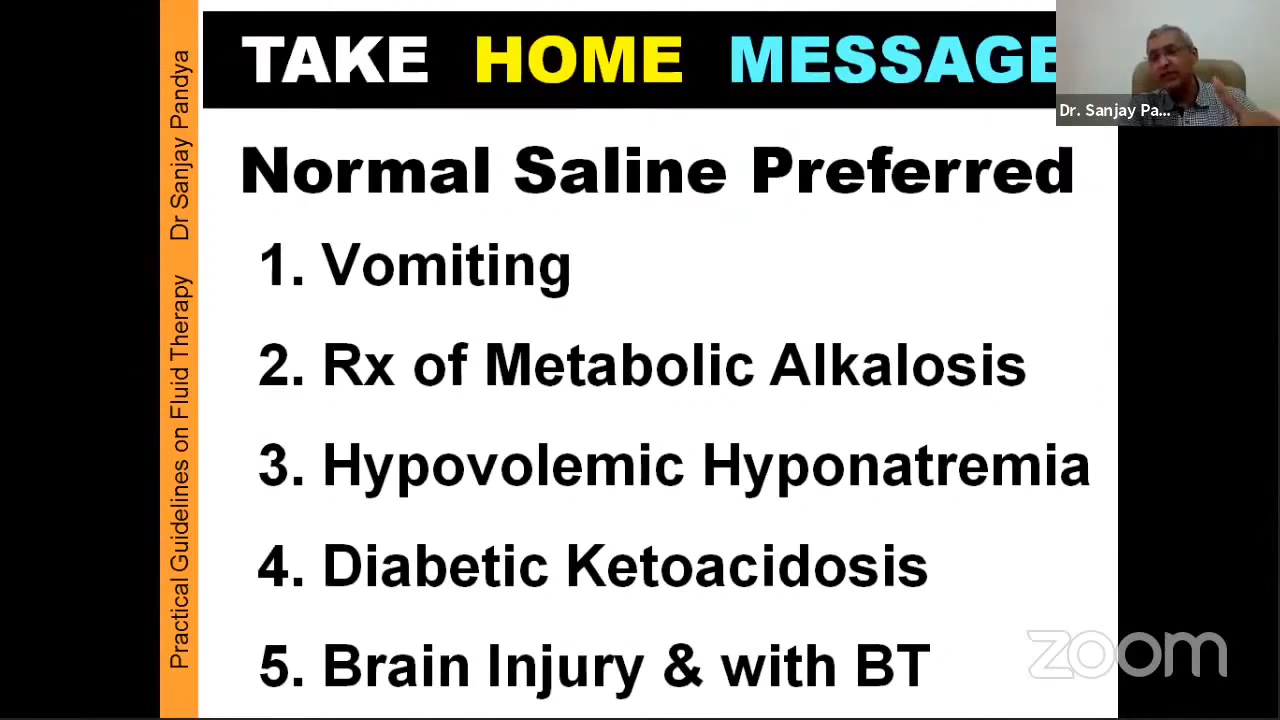 TAKE HOME MESSAGE
Dr. Sanjay Pa...
Normal Saline Preferred
1. Vomiting
2. Rx of Metabolic Alkalosis
3. Hypovolemic Hyponatremia
4. Diabetic Ketoacidosis
5. Brain Injury & with BT
Practical Guidelines on Fluid Therapy Dr Sanjay Pandya
zoom